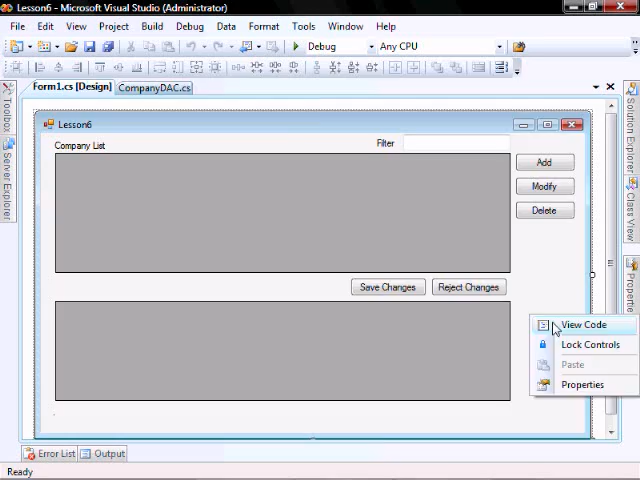 Lesson6 - Microsoft Visual Studio (Administrator)
File Edit View Project Build Debug Data Format Tools Window Help
Debug Any CPU
Form1.cs [Design] CompanyDAC.cs
Toolbox
Server Explorer
Lesson6
Company List Filter
Add
Modify
Delete
Save Changes Reject Changes
View Code
Lock Controls
Paste
Properties
Solution Explorer
Class View
Properties
Error List Output
Ready